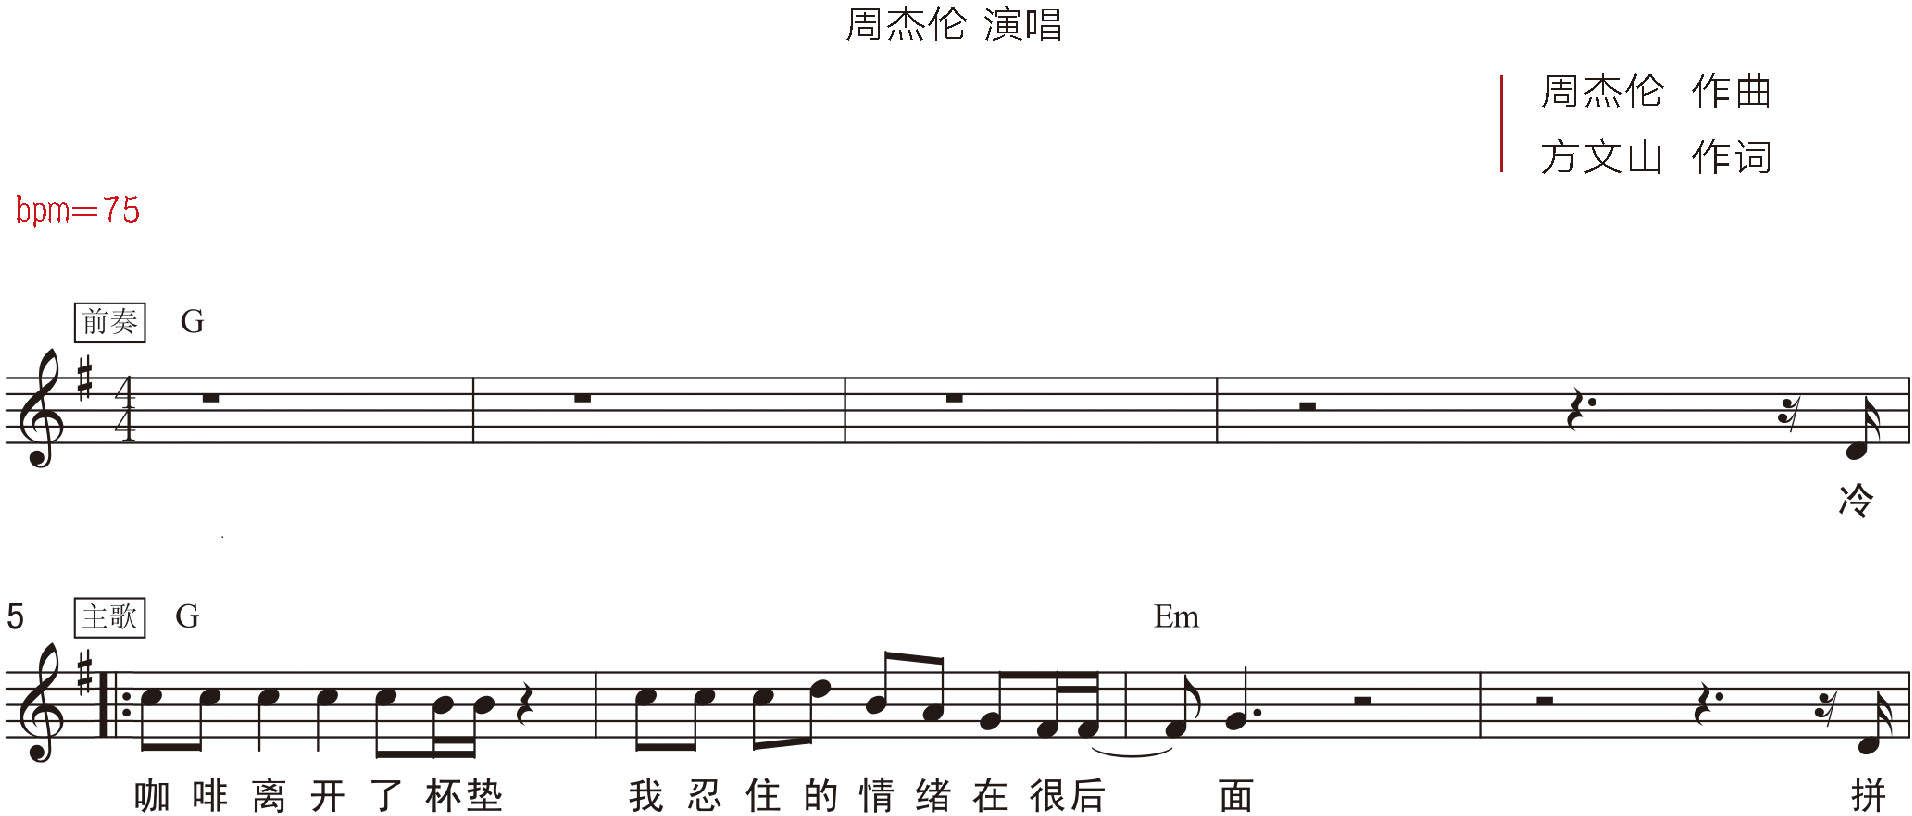 周杰伦 演唱
周杰伦 作曲
方文山 作词
bpm=75
前奏 G
4
4
冷
5 主歌 G Em
咖 啡 离 开 了 杯 垫 我 忍 住 的 情 绪 在 很 后 面 拼